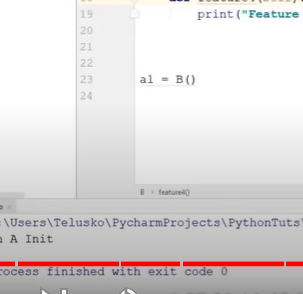 19 print("Feature
20
21
22
23 a1 = B()
24
B > feature4()
:\Users\Telusko\PycharmProjects\PythonTuts\
A Init
rocess finished with exit code 0